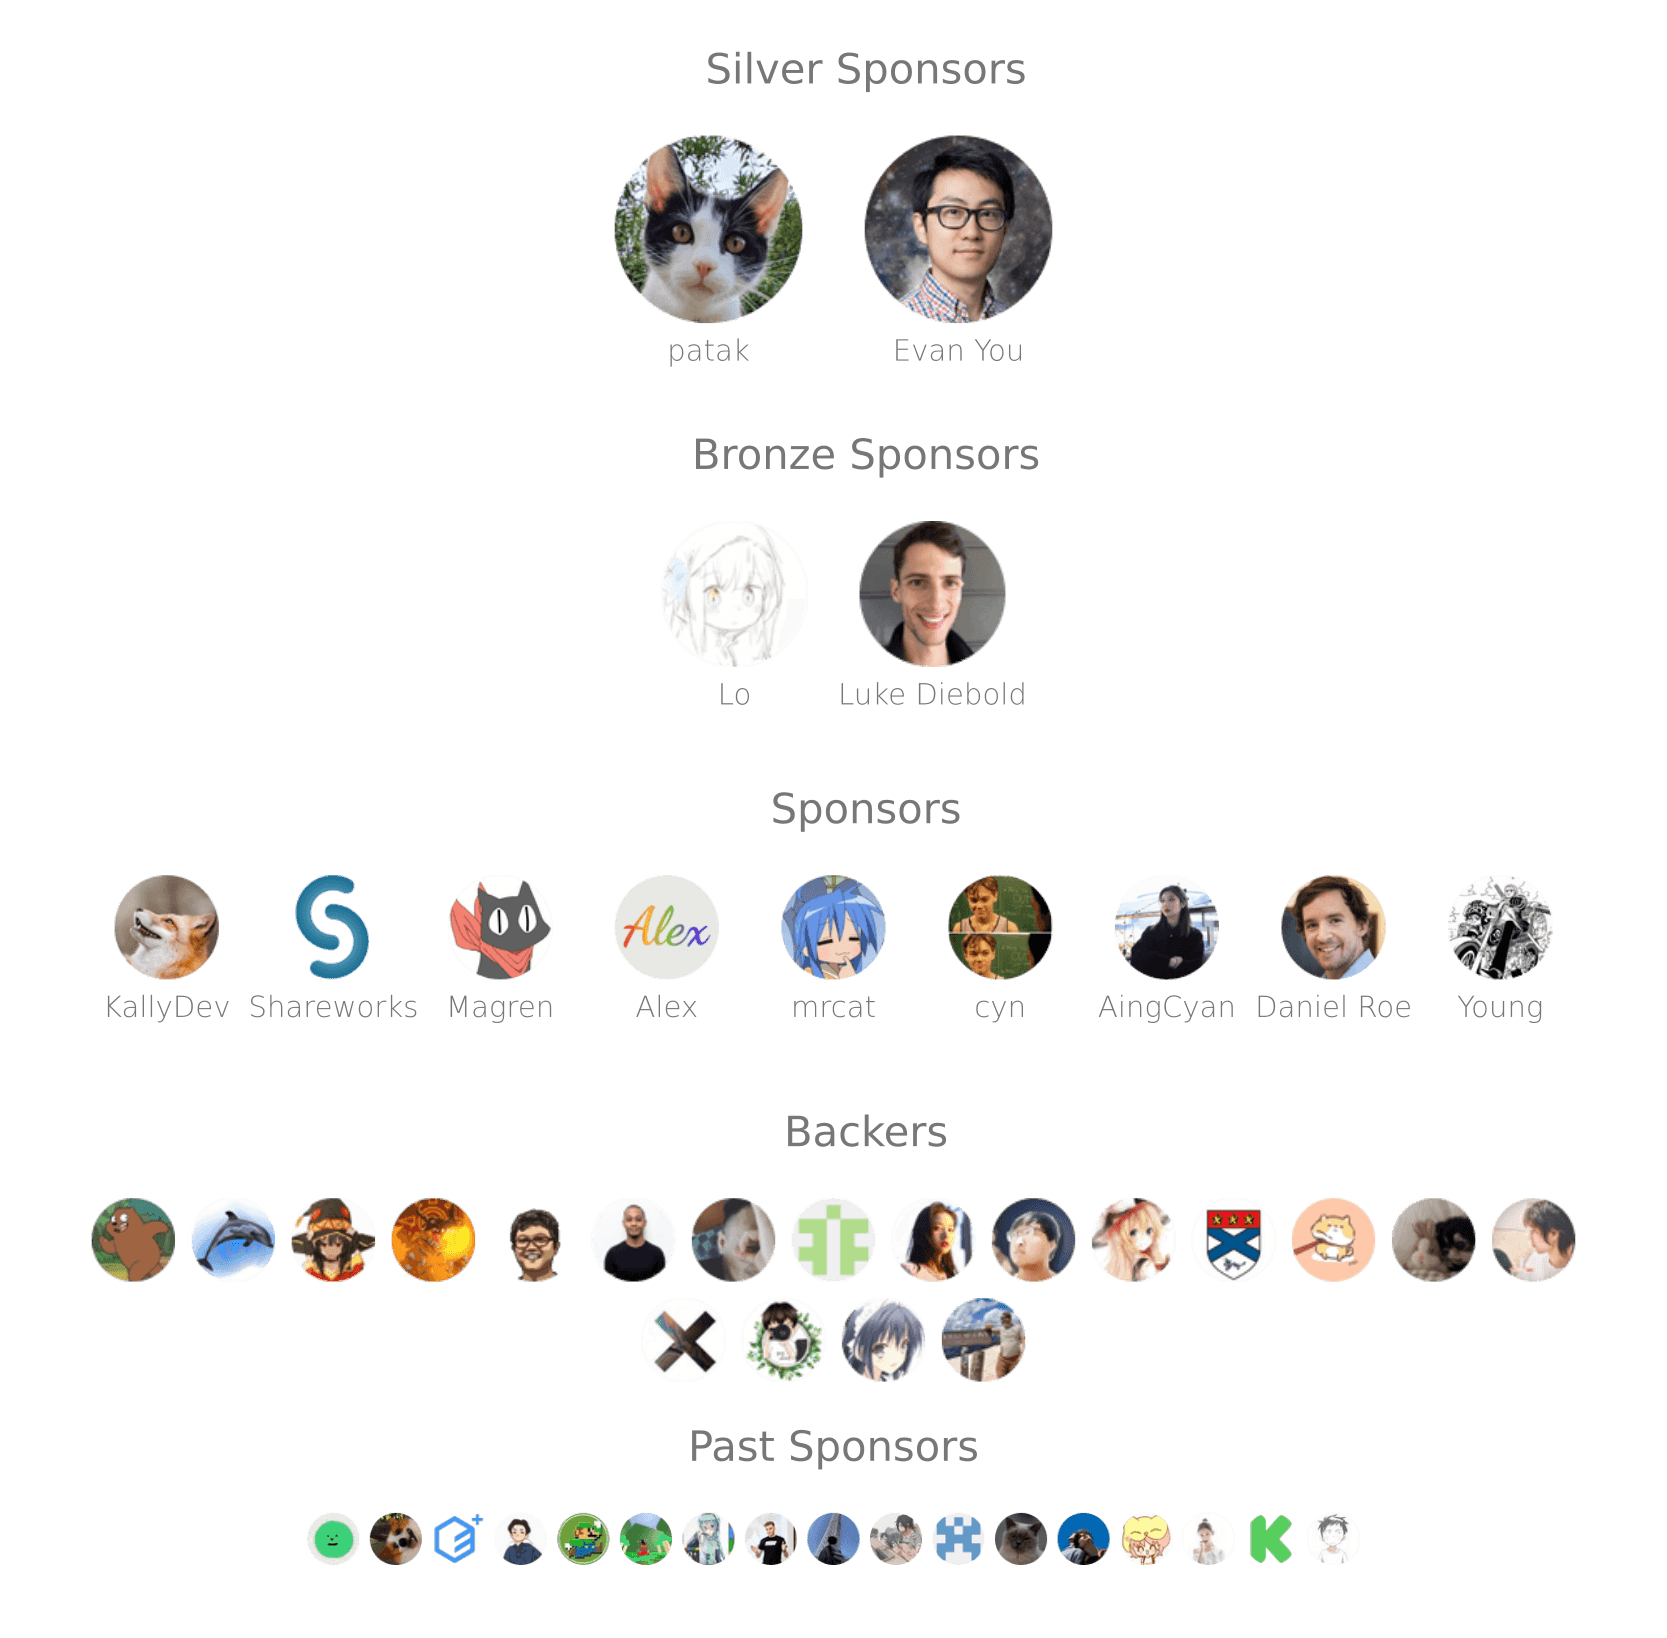 Silver Sponsors
patak
Evan You
Bronze Sponsors
Lo
Luke Diebold
Sponsors
Alex
KallyDev
Shareworks
Magren
Alex
mrcat
cyn
AingCyan
Daniel Roe
Young
Backers
Past Sponsors